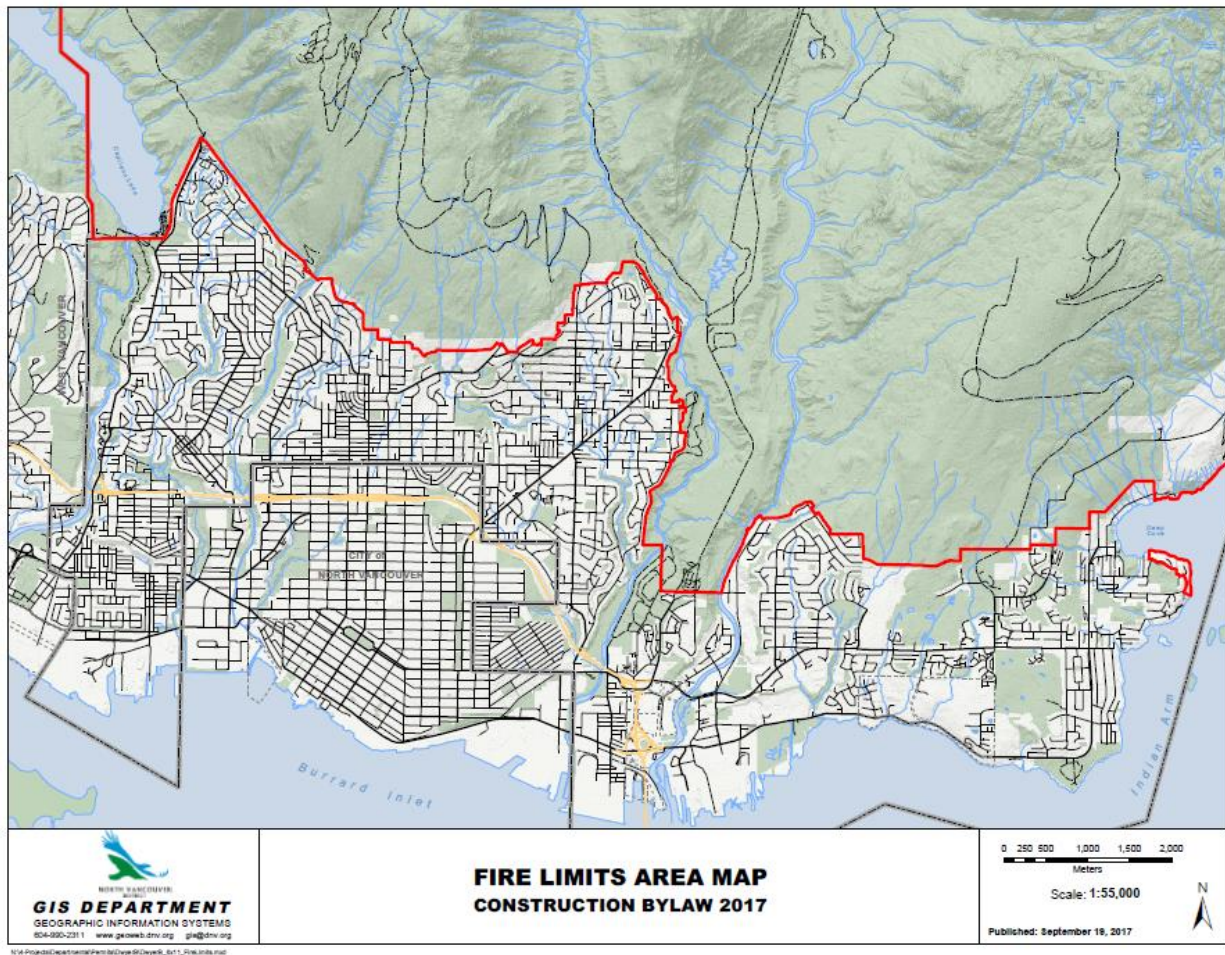 Capilano Lake
WEST VANCOUVER
CITY of
NORTH VANCOUVER
Deep
Cove
Burrard Inlet
Indian Arm
NORTH VANCOUVER
DISTRICT
GIS DEPARTMENT
GEOGRAPHIC INFORMATION SYSTEMS
604-990-2311 www.geoweb.dnv.org gis@dnv.org
FIRE LIMITS AREA MAP
CONSTRUCTION BYLAW 2017
0 250 500 1,000 1,500 2,000
Meters
Scale: 1:55,000
N
Published: September 19, 2017